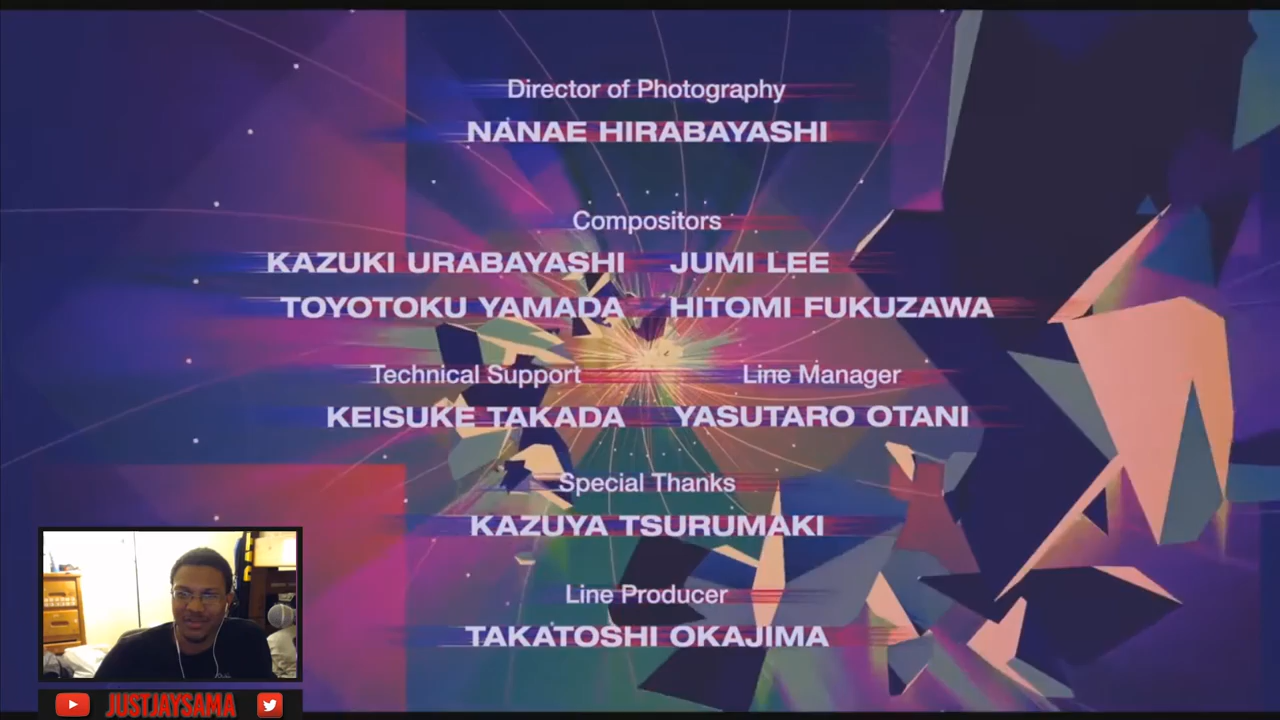 Director of Photography
NANAE HIRABAYASHI
Compositors
KAZUKI URABAYASHI JUMI LEE
TOYOTOKU YAMADA HITOMI FUKUZAWA
Technical Support Line Manager
KEISUKE TAKADA YASUTARO OTANI
Special Thanks
KAZUYA TSURUMAKI
Line Producer
TAKATOSHI OKAJIMA
JUSTJAYSAMA